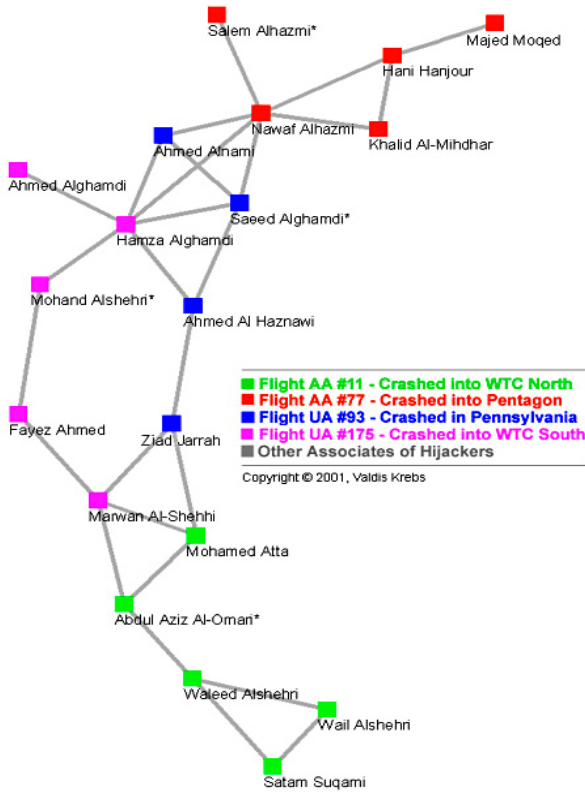 Salem Alhazmi*
Majed Moqed
Hani Hanjour
Nawaf Alhazmi
Khalid Al-Mihdhar
Ahmed Alnami
Ahmed Alghamdi
Saeed Alghamdi*
Hamza Alghamdi
Mohand Alshehri*
Ahmed Al Haznawi
Flight AA #11 - Crashed into WTC North
Flight AA #77 - Crashed into Pentagon
Flight UA #93 - Crashed in Pennsylvania
Flight UA #175 - Crashed into WTC South
Other Associates of Hijackers
Copyright © 2001, Valdis Krebs
Fayez Ahmed
Ziad Jarrah
Marwan Al-Shehhi
Mohamed Atta
Abdul Aziz Al-Omari*
Waleed Alshehri
Wail Alshehri
Satam Suqami